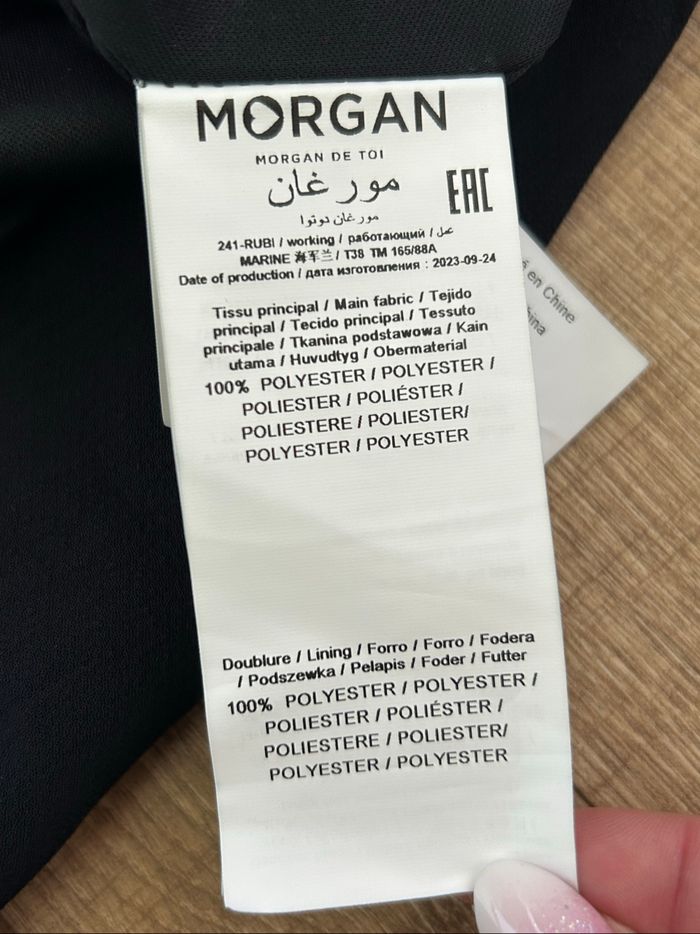 MORGAN
MORGAN DE TOI
مورغان
مورغان دوتوا
EAC
241-RUBI / working / работающий / عمل
MARINE 海军兰 / T38 TM 165/88A
Date of production / дата изготовления : 2023-09-24
Tissu principal / Main fabric / Tejido
principal / Tecido principal / Tessuto
principale / Tkanina podstawowa / Kain
utama / Huvudtyg / Obermaterial
100% POLYESTER / POLYESTER /
POLIESTER / POLIÉSTER /
POLIESTERE / POLIESTER/
POLYESTER / POLYESTER
Doublure / Lining / Forro / Forro / Fodera
/ Podszewka / Pelapis / Foder / Futter
100% POLYESTER / POLYESTER /
POLIESTER / POLIÉSTER /
POLIESTERE / POLIESTER/
POLYESTER / POLYESTER
en Chine